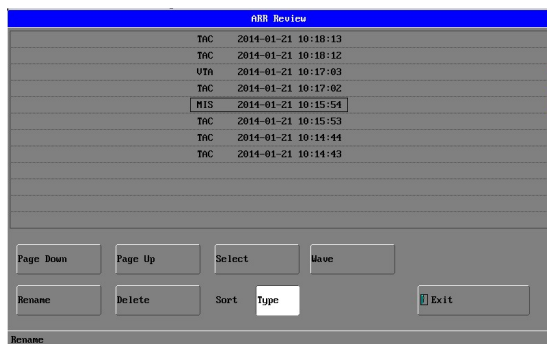 ARR Review
TAC 2014-01-21 10:18:13
TAC 2014-01-21 10:18:12
VTA 2014-01-21 10:17:03
TAC 2014-01-21 10:17:02
MIS 2014-01-21 10:15:54
TAC 2014-01-21 10:15:53
TAC 2014-01-21 10:14:44
TAC 2014-01-21 10:14:43
Page Down Page Up Select Wave
Rename Delete Sort Type Exit
Rename